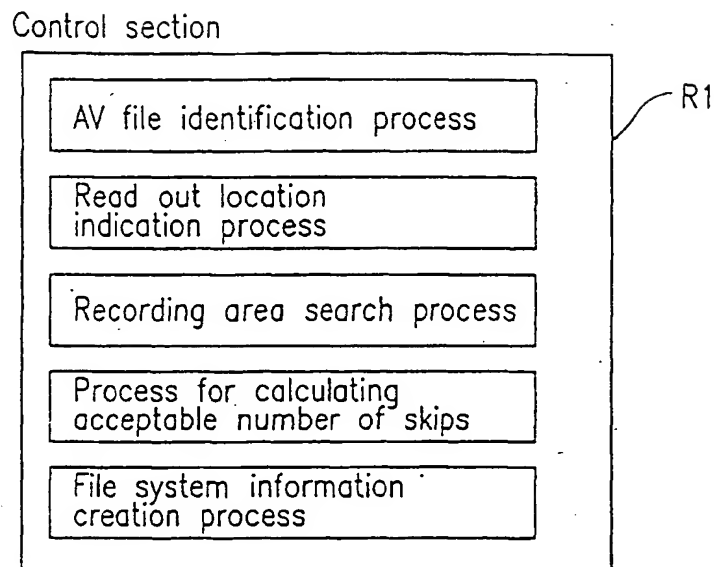 Control section
R1
AV file identification process
Read out location
indication process
Recording area search process
Process for calculating
acceptable number of skips
File system information
creation process